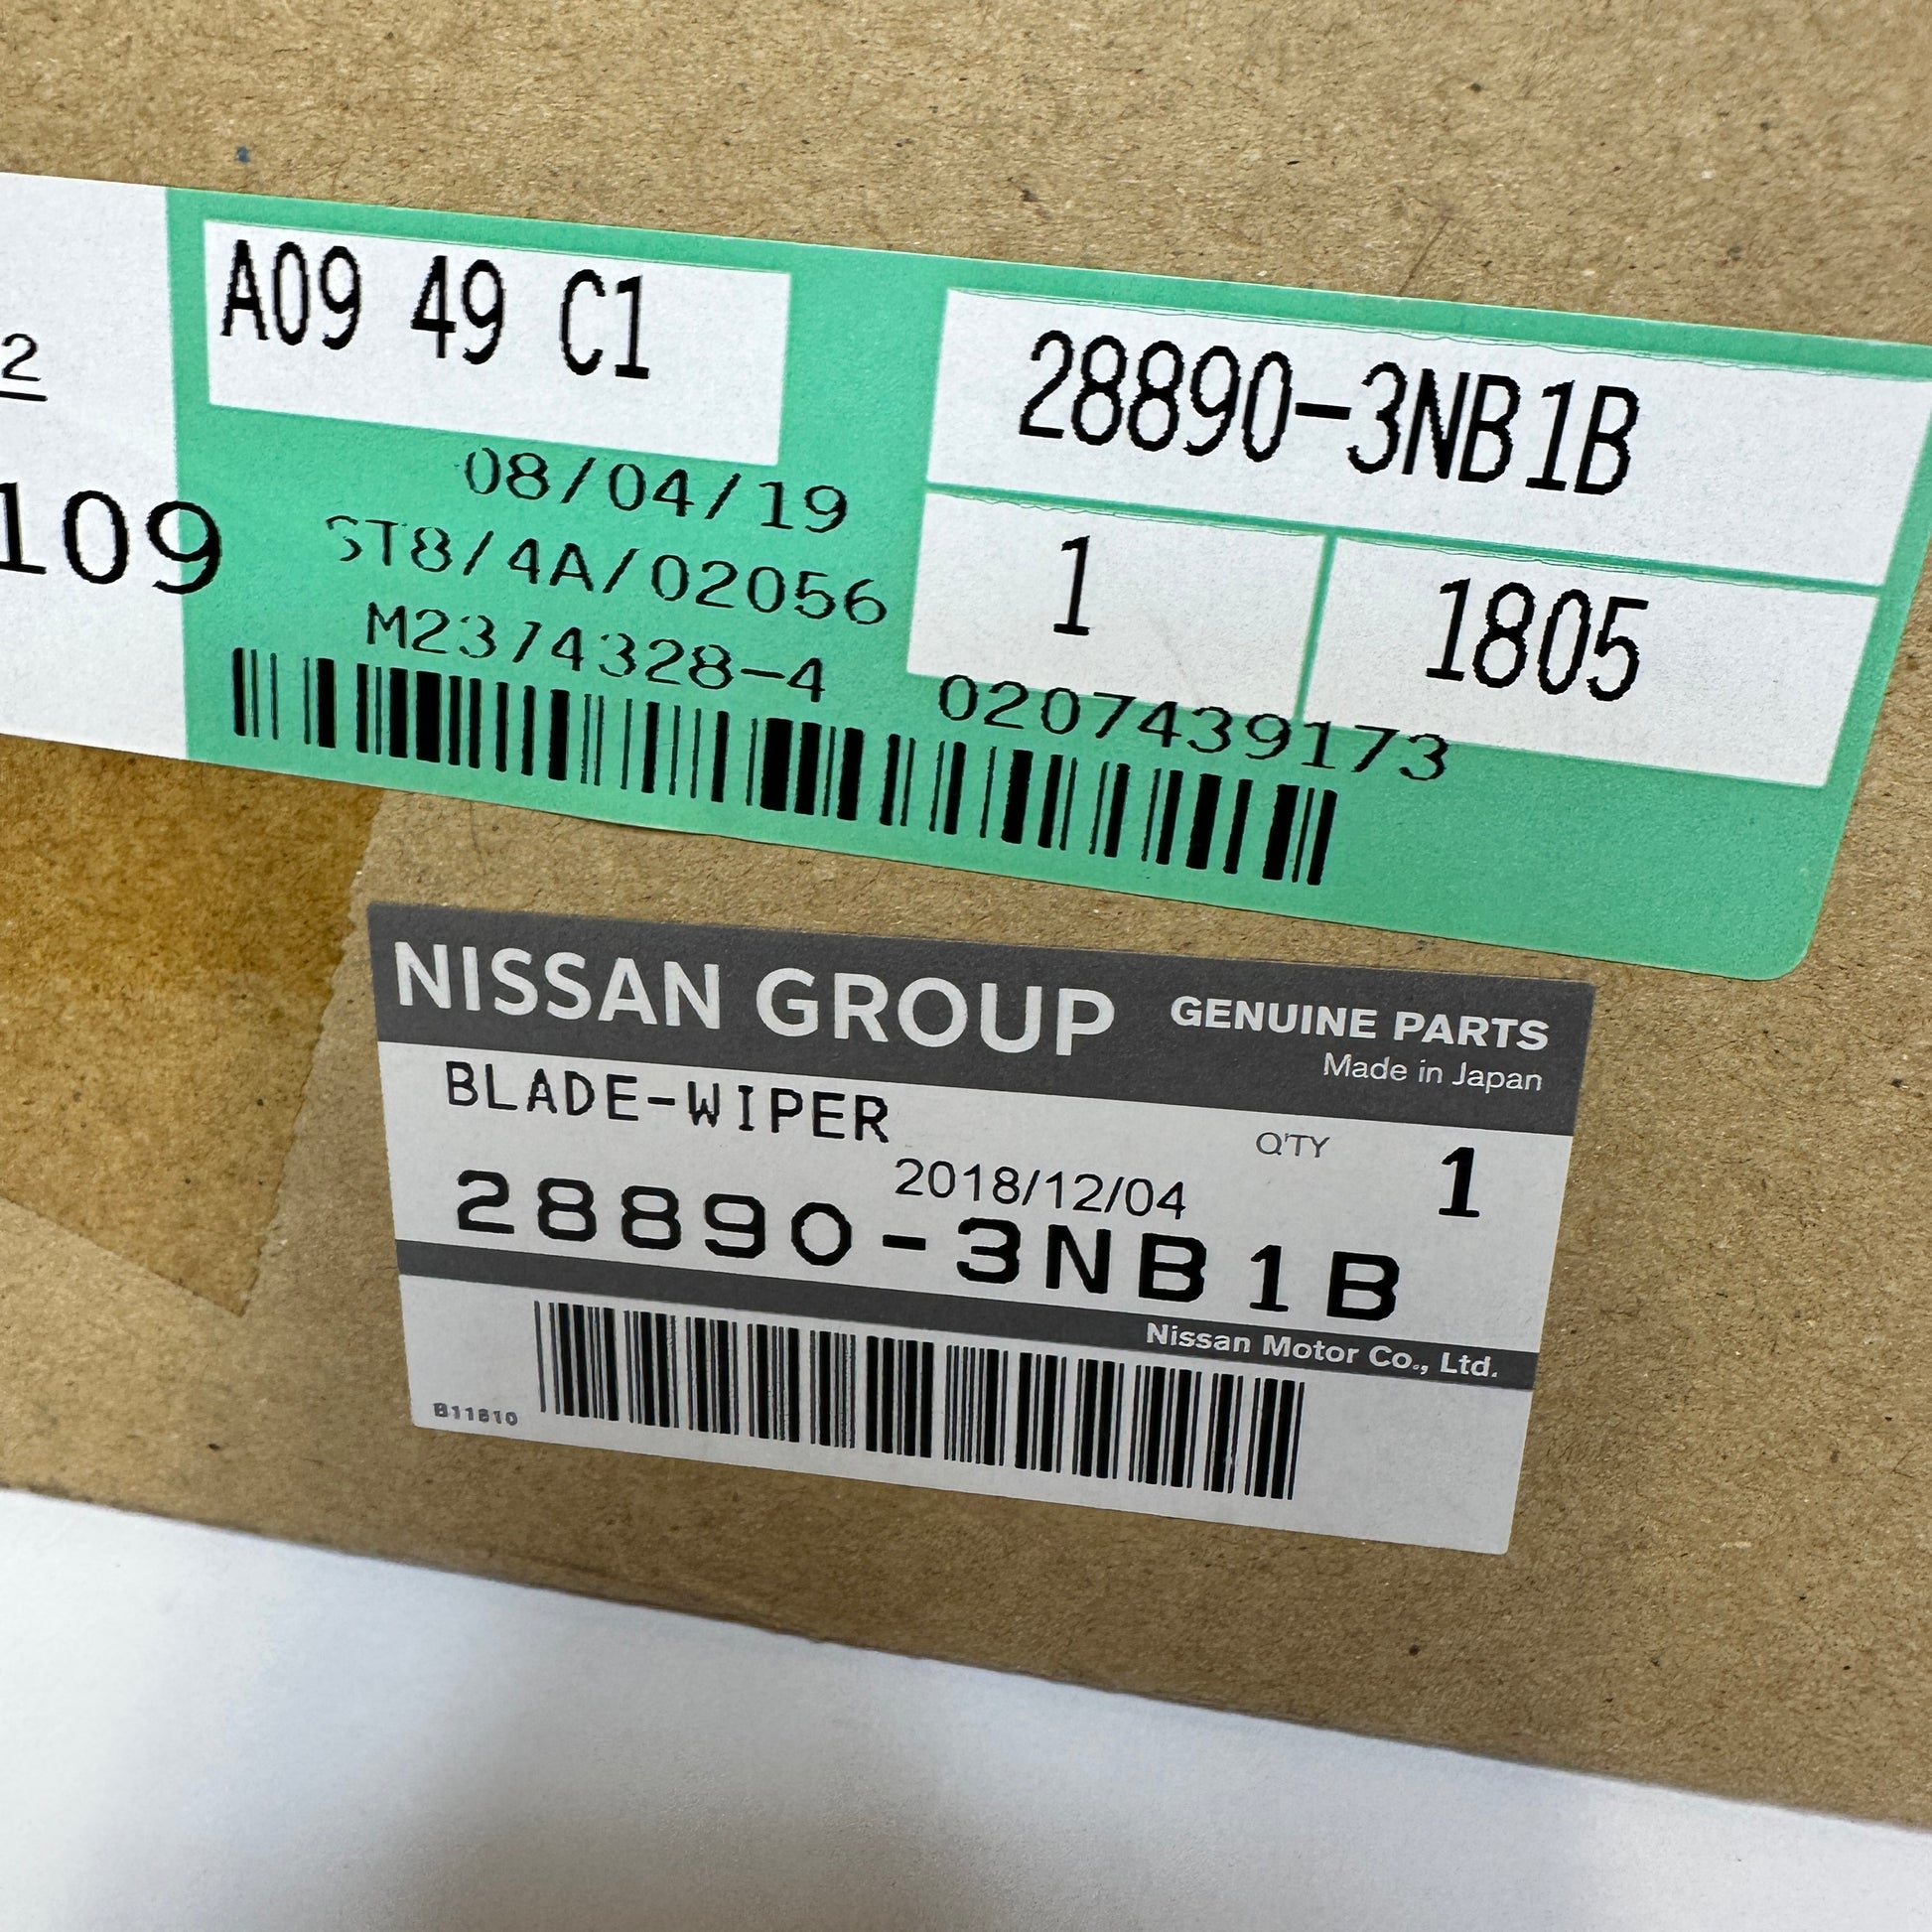 2
109
A09 49 C1
08/04/19
ST8/4A/02056
M2374328-4
28890-3NB1B
1
1805
0207439173
NISSAN GROUP
GENUINE PARTS
Made in Japan
BLADE-WIPER
Q'TY
1
2018/12/04
28890-3NB1B
Nissan Motor Co., Ltd.
B11810